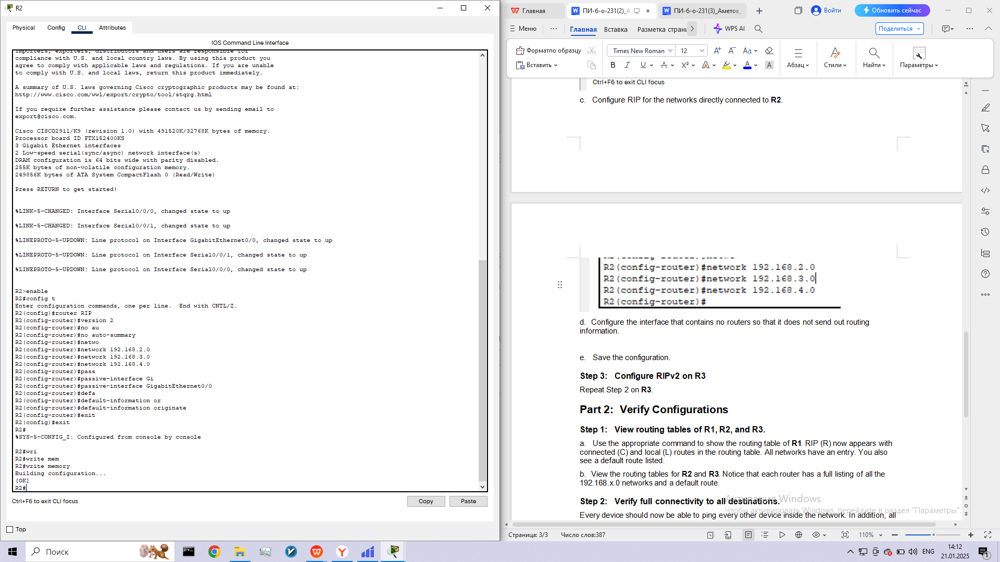 R2
Physical Config CLI Attributes
IOS Command Line Interface
importers, exporters, distributors and users are responsible for
compliance with U.S. and local country laws. By using this product you
agree to comply with applicable laws and regulations. If you are unable
to comply with U.S. and local laws, return this product immediately.
A summary of U.S. laws governing Cisco cryptographic products may be found at:
http://www.cisco.com/wwl/export/crypto/tool/stqrg.html
If you require further assistance please contact us by sending email to
export@cisco.com.
Cisco CISCO2911/K9 (revision 1.0) with 491520K/32768K bytes of memory.
Processor board ID FTX152400KS
3 Gigabit Ethernet interfaces
2 Low-speed serial(sync/async) network interface(s)
DRAM configuration is 64 bits wide with parity disabled.
255K bytes of non-volatile configuration memory.
249856K bytes of ATA System CompactFlash 0 (Read/Write)
Press RETURN to get started!
%LINK-5-CHANGED: Interface Serial0/0/0, changed state to up
%LINK-5-CHANGED: Interface Serial0/0/1, changed state to up
%LINEPROTO-5-UPDOWN: Line protocol on Interface GigabitEthernet0/0, changed state to up
%LINEPROTO-5-UPDOWN: Line protocol on Interface Serial0/0/1, changed state to up
%LINEPROTO-5-UPDOWN: Line protocol on Interface Serial0/0/0, changed state to up
R2>enable
R2#config t
Enter configuration commands, one per line.  End with CNTL/Z.
R2(config)#router RIP
R2(config-router)#version 2
R2(config-router)#no au
R2(config-router)#no auto-summary
R2(config-router)#netwo
R2(config-router)#network 192.168.2.0
R2(config-router)#network 192.168.3.0
R2(config-router)#network 192.168.4.0
R2(config-router)#pass
R2(config-router)#passive-interface Gi
R2(config-router)#passive-interface GigabitEthernet0/0
R2(config-router)#defa
R2(config-router)#default-information or
R2(config-router)#default-information originate
R2(config-router)#exit
R2(config)#exit
R2#
%SYS-5-CONFIG_I: Configured from console by console
R2#wri
R2#write mem
R2#write memory
Building configuration...
[OK]
R2#
Ctrl+F6 to exit CLI focus
Copy Paste
Top
Главная ПИ-6-о-231(2)_А ПИ-6-о-231(3)_Аметов Войти Обновить сейчас
Меню Главная Вставка Разметка страни WPS AI Поделиться
Формат по образцу
Вставить
Times New Roman 12
Абзац Стили Найти Параметры
Ctrl+F6 to exit CLI focus
c. Configure RIP for the networks directly connected to R2.
R2(config-router)#network 192.168.2.0
R2(config-router)#network 192.168.3.0
R2(config-router)#network 192.168.4.0
R2(config-router)#
d. Configure the interface that contains no routers so that it does not send out routing
information.
e. Save the configuration.
Step 3: Configure RIPv2 on R3
Repeat Step 2 on R3.
Part 2: Verify Configurations
Step 1: View routing tables of R1, R2, and R3.
a. Use the appropriate command to show the routing table of R1. RIP (R) now appears with
connected (C) and local (L) routes in the routing table. All networks have an entry. You also
see a default route listed.
b. View the routing tables for R2 and R3. Notice that each router has a full listing of all the
192.168.x.0 networks and a default route.
Step 2: Verify full connectivity to all destinations.
Every device should now be able to ping every other device inside the network. In addition, all
Активация Windows
Чтобы активировать Windows, перейдите в раздел "Параметры".
Страница: 3/3 Число слов:387 110%
Поиск
ENG
14:12
21.01.2025
1